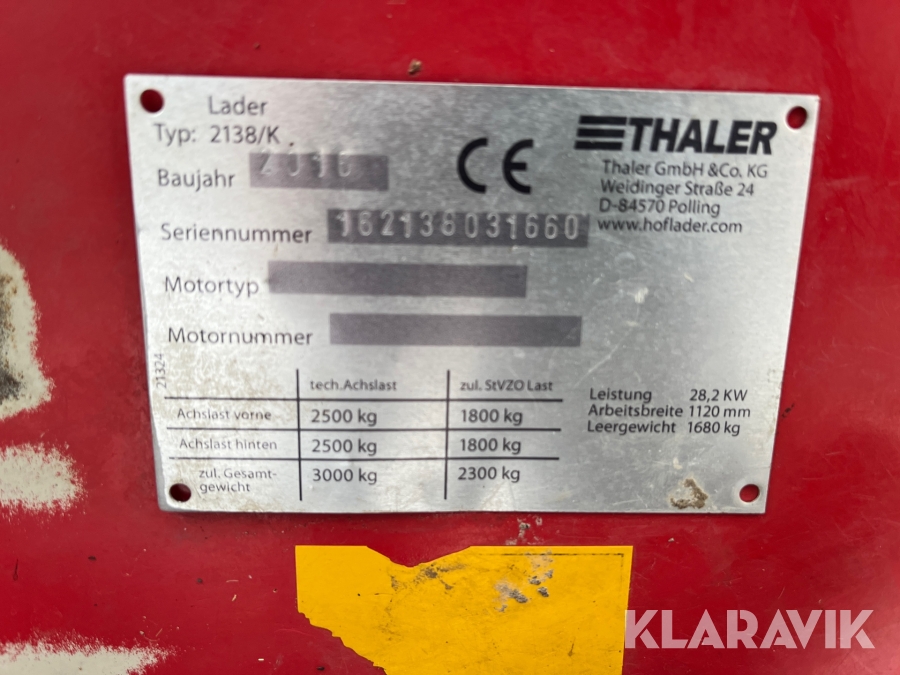 Lader
Typ: 2138/K
Baujahr 2016
Seriennummer 162138031660
Motortyp
Motornummer
CE
THALER
Thaler GmbH &Co. KG
Weidinger Straße 24
D-84570 Polling
www.hoflader.com
21324
tech.Achslast zul. StVZO Last
Achslast vorne 2500 kg 1800 kg
Achslast hinten 2500 kg 1800 kg
zul. Gesamt-
gewicht 3000 kg 2300 kg
Leistung 28,2 KW
Arbeitsbreite 1120 mm
Leergewicht 1680 kg
KLARAVIK